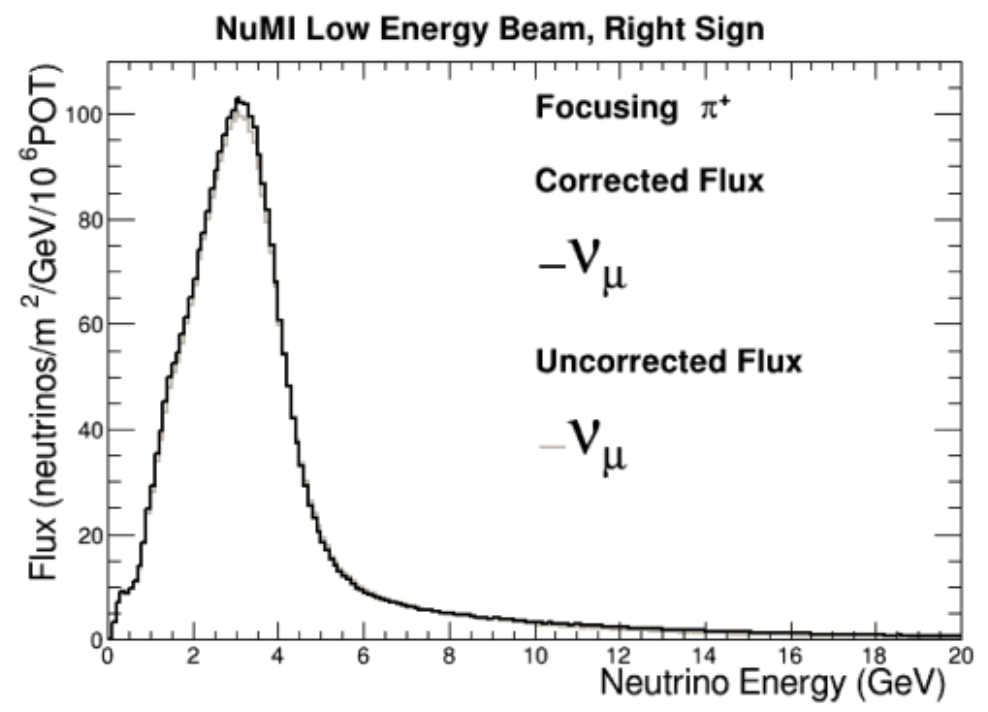 NuMI Low Energy Beam, Right Sign
Flux (neutrinos/m²/GeV/10⁶POT)
100
80
60
40
20
0
Focusing π⁺
Corrected Flux
–νμ
Uncorrected Flux
–νμ
0 2 4 6 8 10 12 14 16 18 20
Neutrino Energy (GeV)